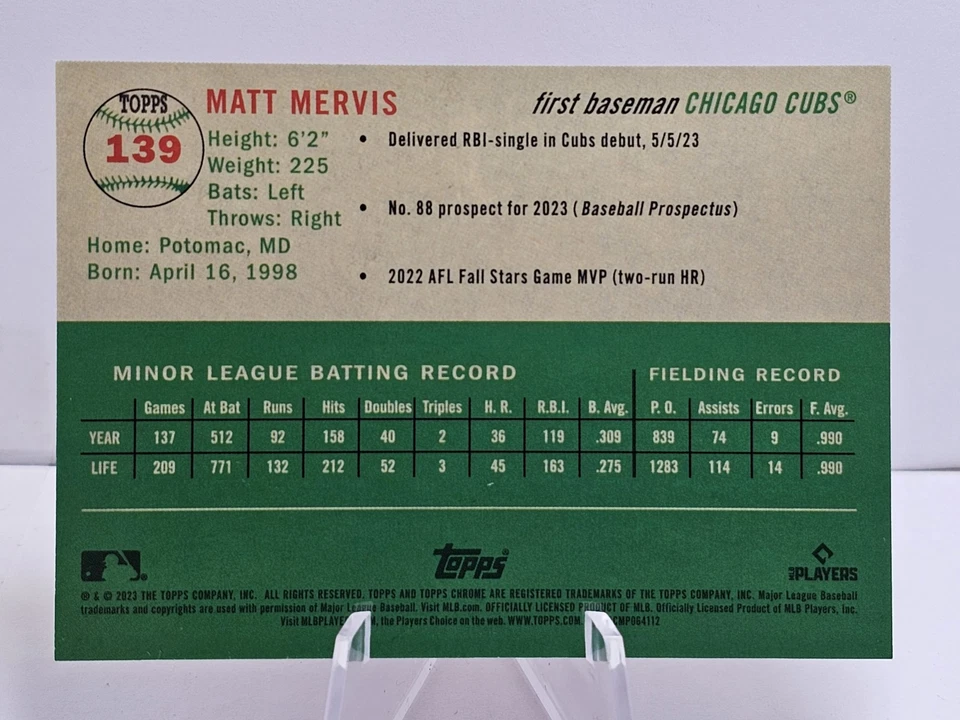 TOPPS
139
MATT MERVIS
first baseman CHICAGO CUBS®
Height: 6'2"
Weight: 225
Bats: Left
Throws: Right
Home: Potomac, MD
Born: April 16, 1998
• Delivered RBI-single in Cubs debut, 5/5/23
• No. 88 prospect for 2023 (Baseball Prospectus)
• 2022 AFL Fall Stars Game MVP (two-run HR)
MINOR LEAGUE BATTING RECORD FIELDING RECORD
Games At Bat Runs Hits Doubles Triples H. R. R.B.I. B. Avg. P. O. Assists Errors F. Avg.
YEAR 137 512 92 158 40 2 36 119 .309 839 74 9 .990
LIFE 209 771 132 212 52 3 45 163 .275 1283 114 14 .990
topps
MLB PLAYERS
® & © 2023 THE TOPPS COMPANY, INC. ALL RIGHTS RESERVED. TOPPS AND TOPPS CHROME ARE REGISTERED TRADEMARKS OF THE TOPPS COMPANY, INC. Major League Baseball
trademarks and copyrights are used with permission of Major League Baseball. Visit MLB.com. OFFICIALLY LICENSED PRODUCT OF MLB. Officially Licensed Product of MLB Players, Inc.
Visit the Players Choice on the web. WWW.TOPPS.COM CMP064112